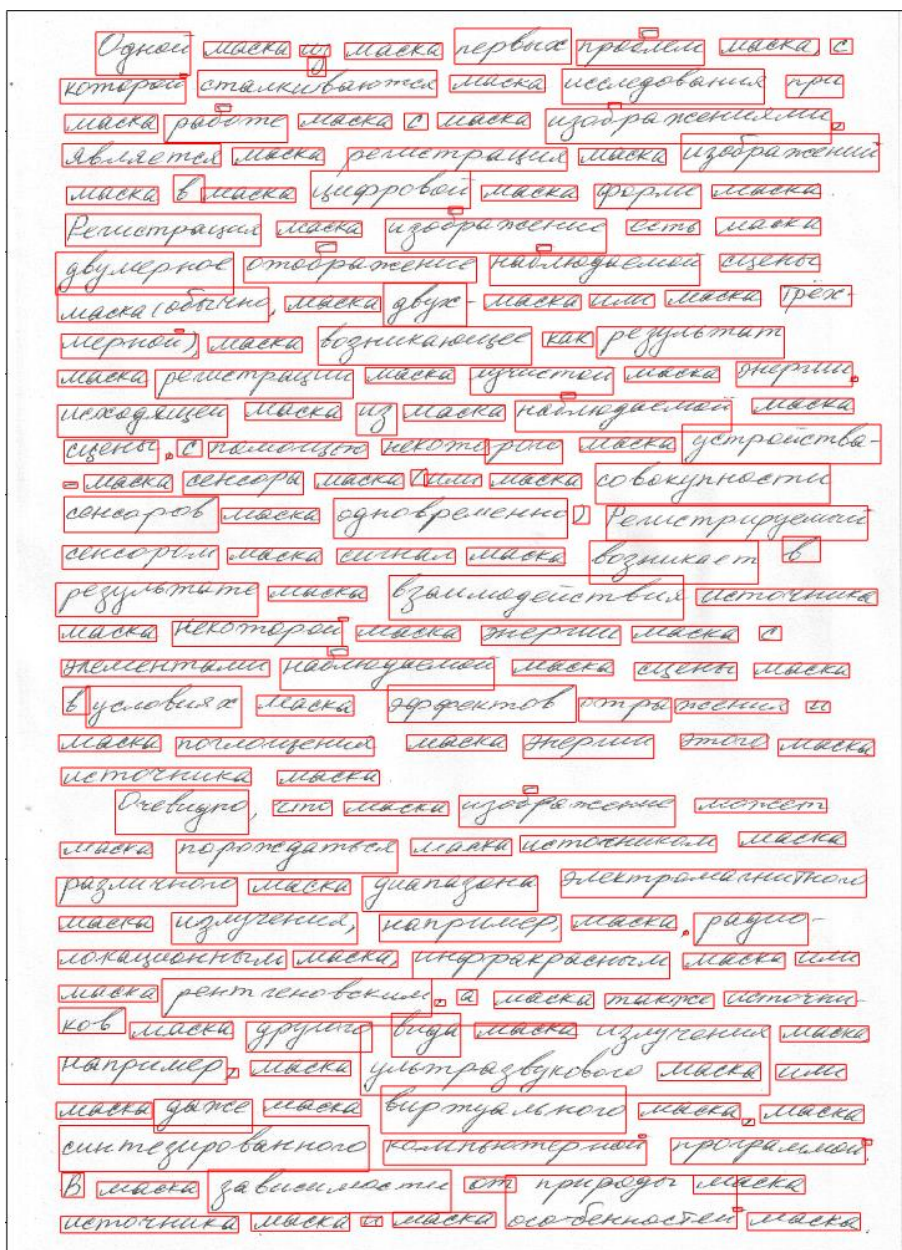 Одной маска из маска первых проблем маска, с
которой сталкиваются маска исследования при
маска работе маска с маска изображениями,
является маска регистрация маска изображений
маска в маска цифровой маска форме маска.
Регистрация маска изображение есть маска
двумерное отображение наблюдаемой сцены
маска (обычно, маска двух- маска или маска трёх-
мерной), маска возникающее как результат
маска регистрации маска лучистой маска энергии,
исходящей маска из маска наблюдаемой маска
сцены, с помощью некоторого маска устройства-
- маска сенсоры маска (или маска совокупности
сенсоров маска одновременно). Регистрируемый
сенсором маска сигнал маска возникает в
результате маска взаимодействия источника
маска некоторой маска энергии маска с
элементами наблюдаемой маска сцены маска
в условиях маска эффектов отражения и
маска поглощения маска энергии этого маска
источника маска.
Очевидно, что маска изображение может
маска порождаться маска источником маска
различного маска диапазона электромагнитного
маска излучения, например, маска, радио-
локационным маска, инфракрасным маска или
маска рентгеновским, а маска также источни-
ков маска другого вида маска излучения маска
например, маска ультразвукового маска или
маска даже маска виртуального маска, маска
синтезированного компьютерной программой.
В маска зависимости от природы маска
источника маска и маска особенностей маска.